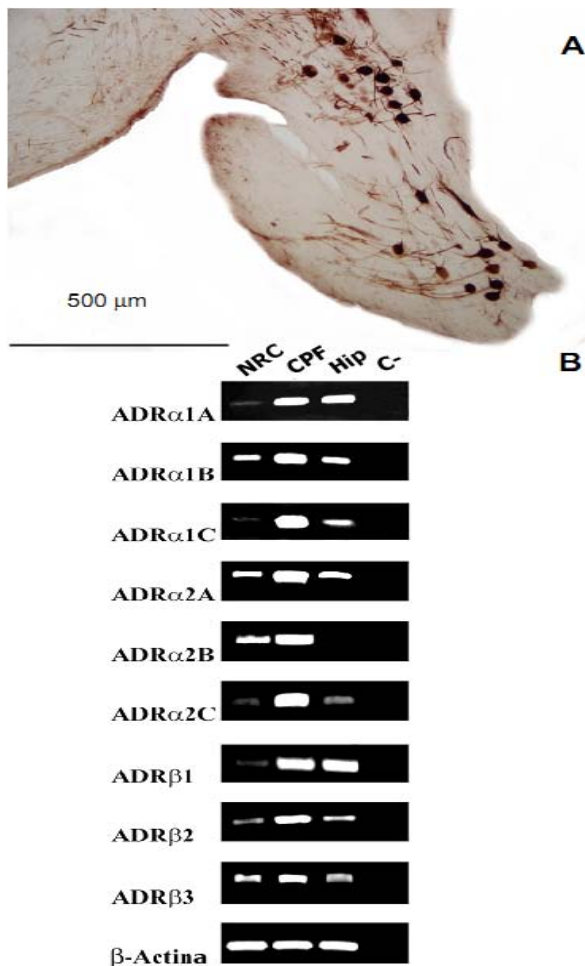 A
500 μm
B
NRC CPF Hip C-
ADRα1A
ADRα1B
ADRα1C
ADRα2A
ADRα2B
ADRα2C
ADRβ1
ADRβ2
ADRβ3
β-Actina